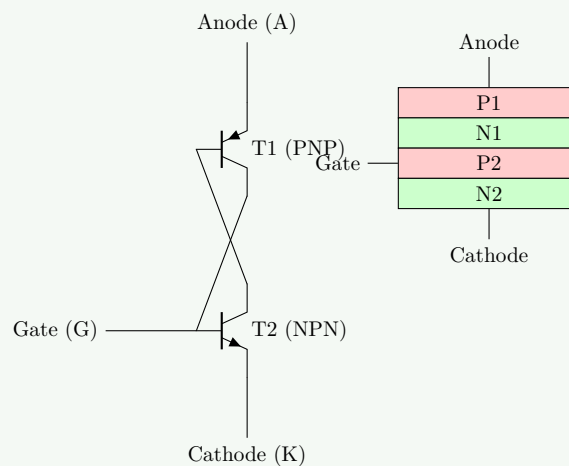 Anode (A)
Anode
P1
N1
T1 (PNP)
Gate
P2
N2
Cathode
Gate (G)
T2 (NPN)
Cathode (K)